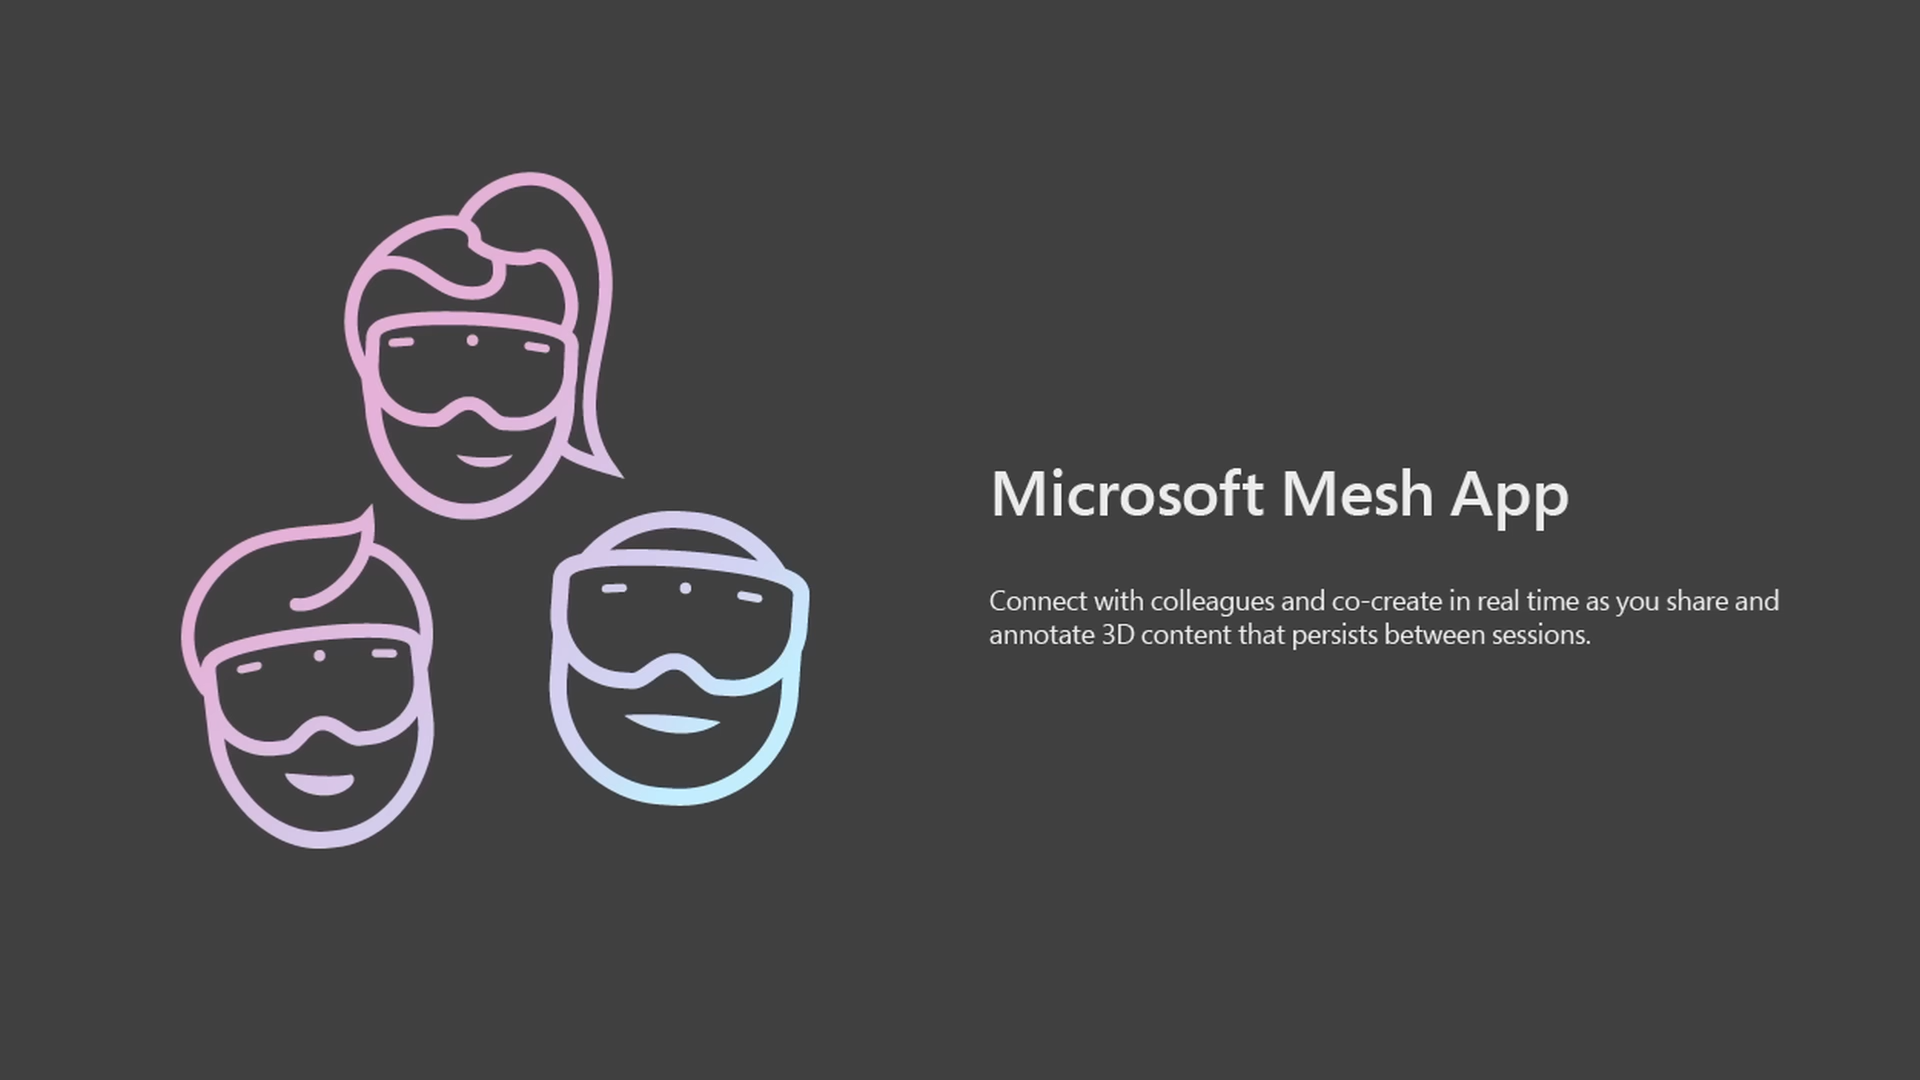 Microsoft Mesh App
Connect with colleagues and co-create in real time as you share and
annotate 3D content that persists between sessions.